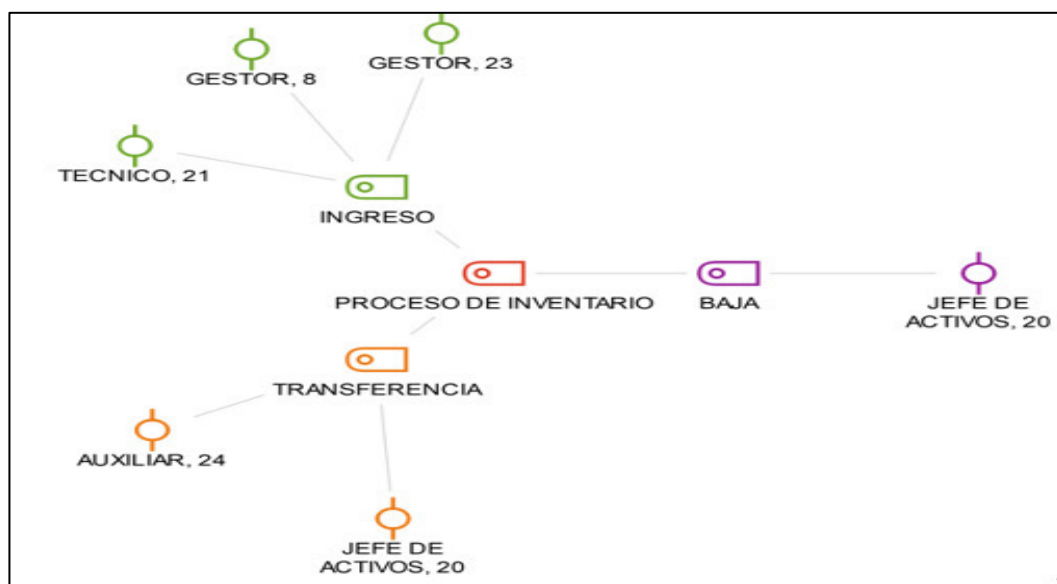 GESTOR, 8
GESTOR, 23
TECNICO, 21
INGRESO
PROCESO DE INVENTARIO
BAJA
JEFE DE
ACTIVOS, 20
TRANSFERENCIA
AUXILIAR, 24
JEFE DE
ACTIVOS, 20